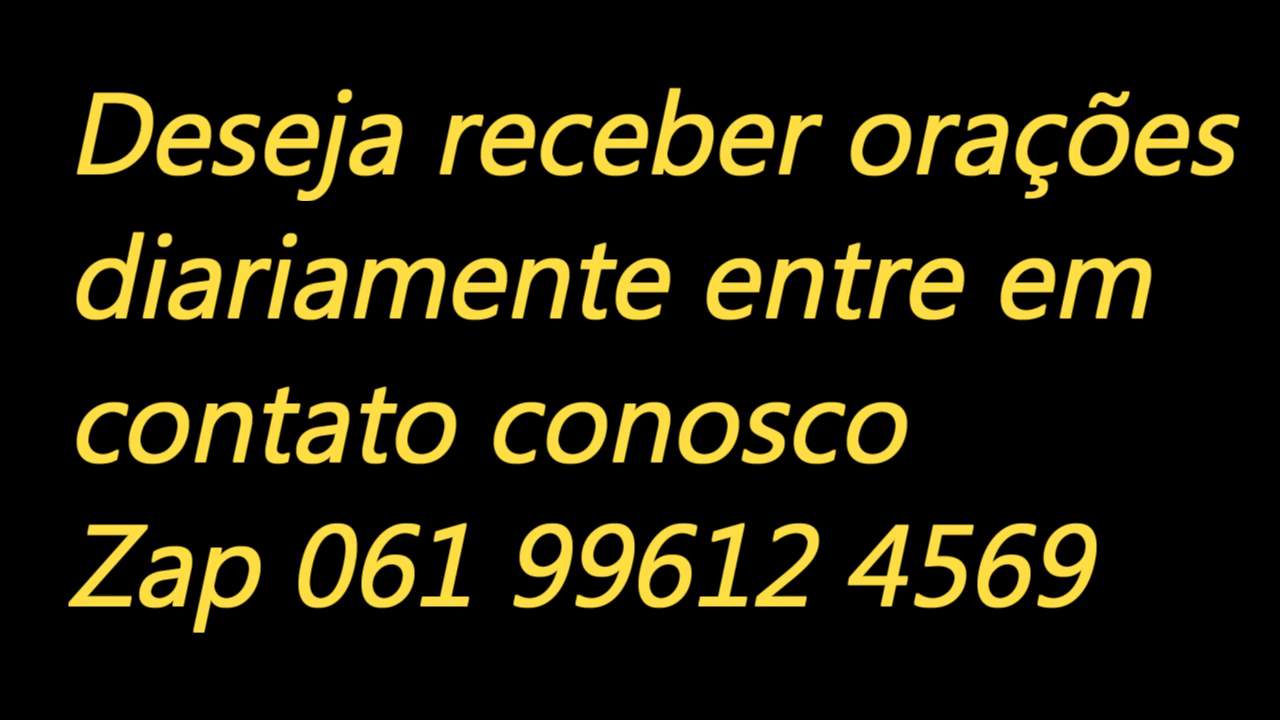 Deseja receber orações
diariamente entre em
contato conosco
Zap 061 99612 4569